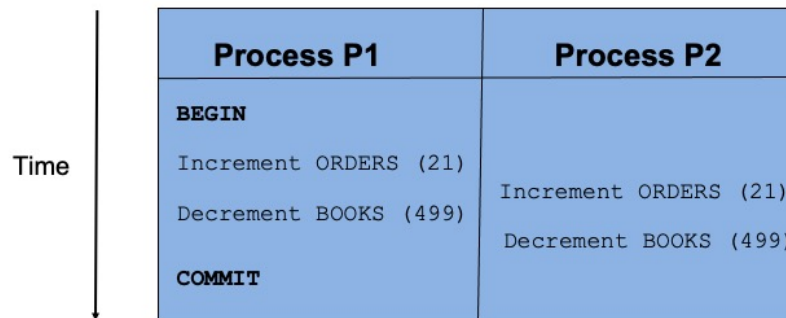 Time
Process P1
BEGIN
Increment ORDERS (21)
Decrement BOOKS (499)
COMMIT
Process P2
Increment ORDERS (21)
Decrement BOOKS (499)